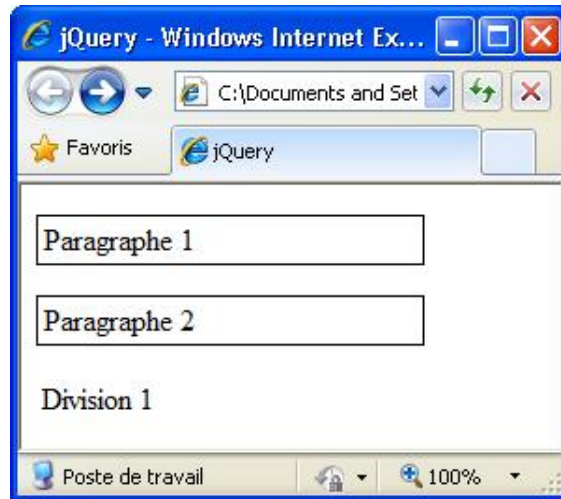 jQuery - Windows Internet Ex...
C:\Documents and Set
Favoris
jQuery
Paragraphe 1
Paragraphe 2
Division 1
Poste de travail
100%